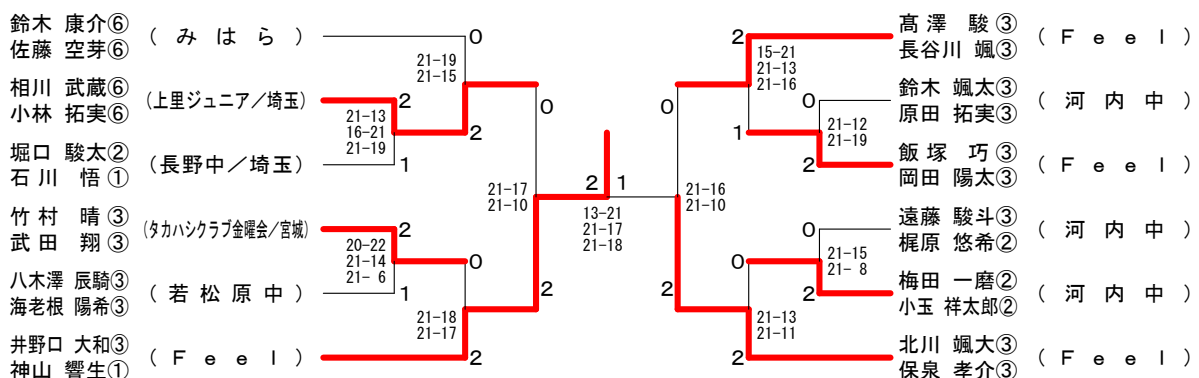 鈴木 康介⑥
佐藤 空芽⑥
( み は ら )
相川 武蔵⑥
小林 拓実⑥
(上里ジュニア／埼玉)
堀口 駿太②
石川 悟①
(長野中／埼玉)
竹村 晴③
武田 翔③
(タカハシクラブ金曜会／宮城)
八木澤 辰騎③
海老根 陽希③
( 若 松 原 中 )
井野口 大和③
神山 響生①
( F e e l )
0
21-19
21-15
2
2
21-13
16-21
21-19
1
0
21-17
21-10
2
2
20-22
21-14
21- 6
1
0
21-18
21-17
2
2
1
13-21
21-17
21-18
2
15-21
21-13
21-16
1
0
21-12
21-19
2
0
21-16
21-10
2
0
21-15
21- 8
2
0
21-13
21-11
2
髙澤 駿③
長谷川 颯③
( F e e l )
鈴木 颯太③
原田 拓実③
( 河 内 中 )
飯塚 巧③
岡田 陽太③
( F e e l )
遠藤 駿斗③
梶原 悠希②
( 河 内 中 )
梅田 一磨②
小玉 祥太郎②
( 河 内 中 )
北川 颯大③
保泉 孝介③
( F e e l )